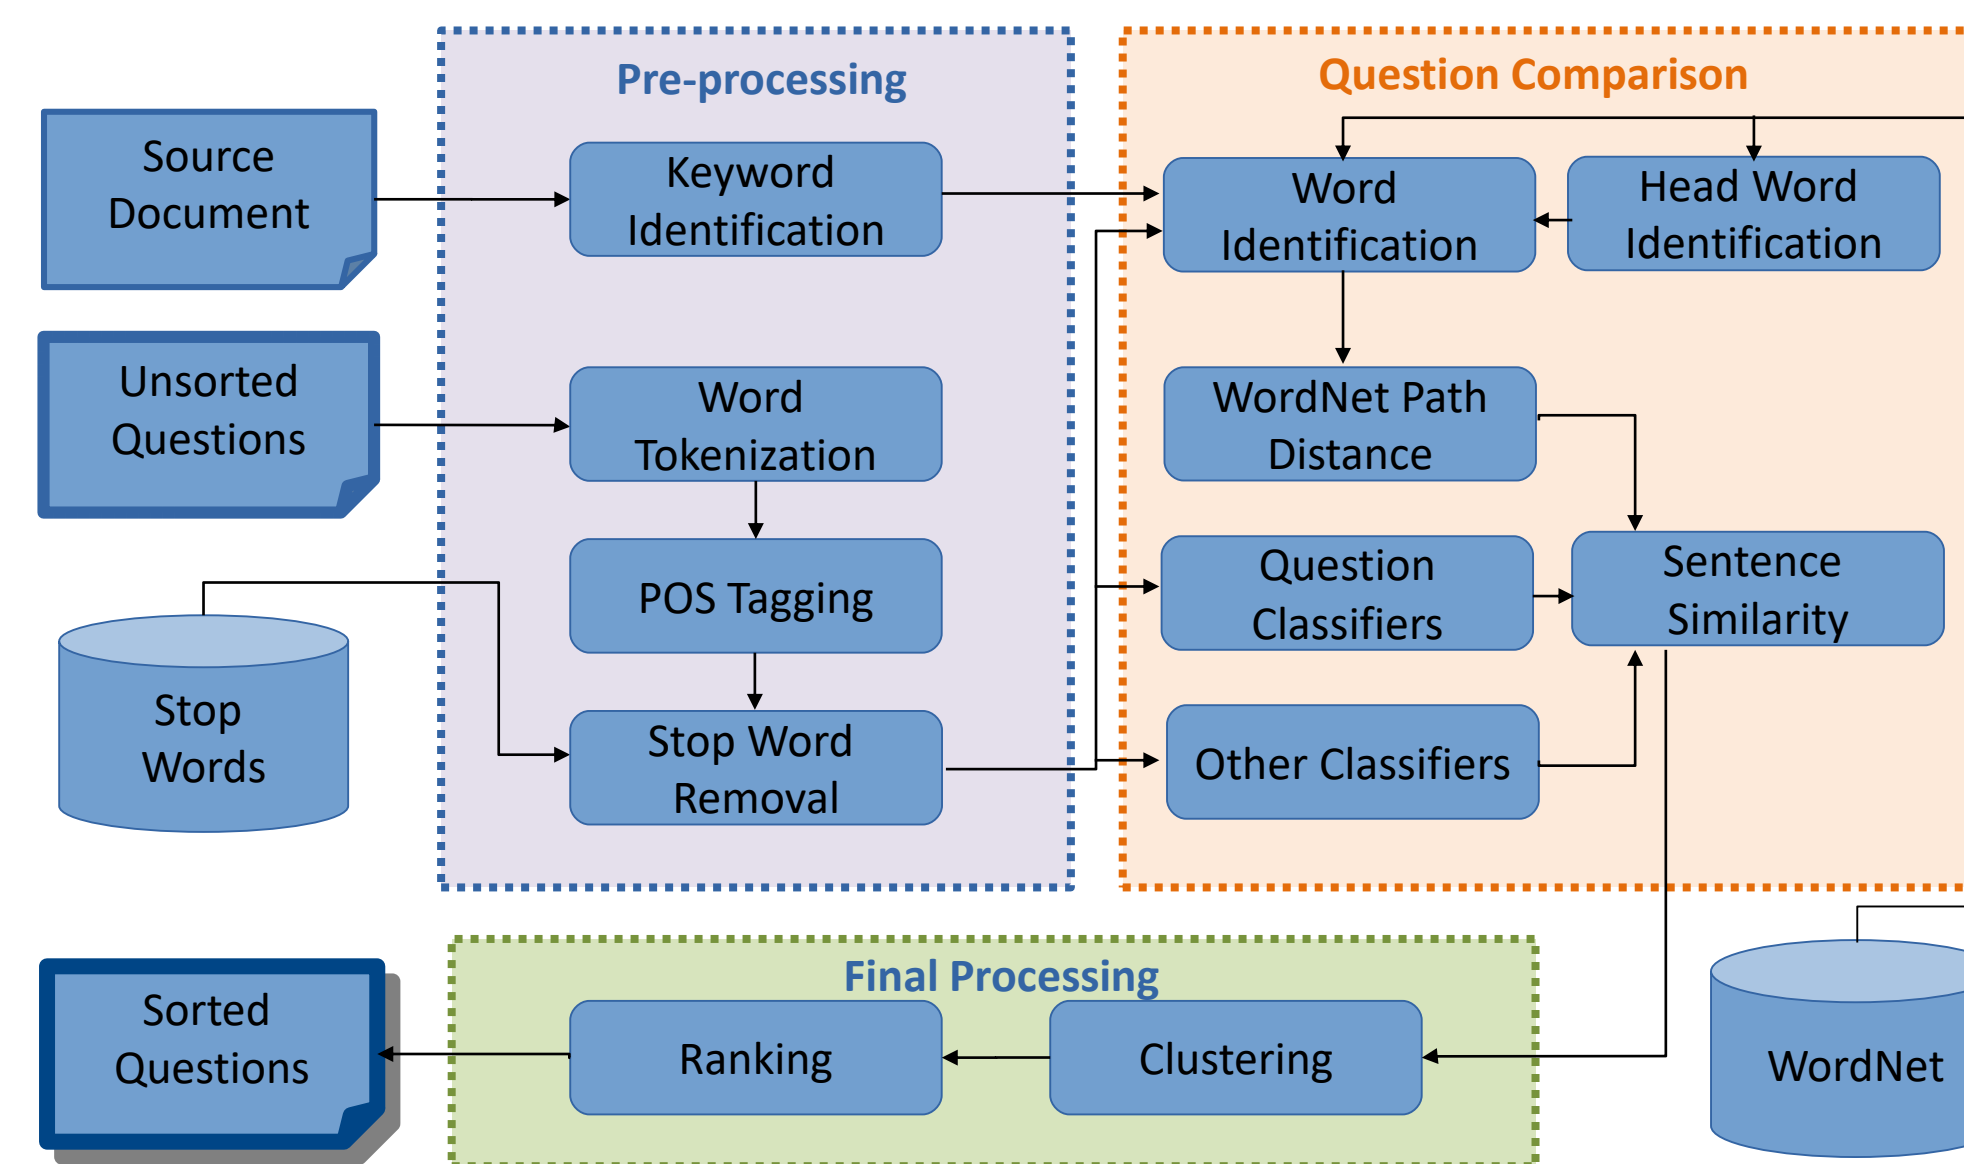 Pre-processing
Question Comparison
Source
Document
Keyword
Identification
Word
Identification
Head Word
Identification
Unsorted
Questions
Word
Tokenization
WordNet Path
Distance
POS Tagging
Question
Classifiers
Sentence
Similarity
Stop
Words
Stop Word
Removal
Other Classifiers
Final Processing
Sorted
Questions
Ranking
Clustering
WordNet